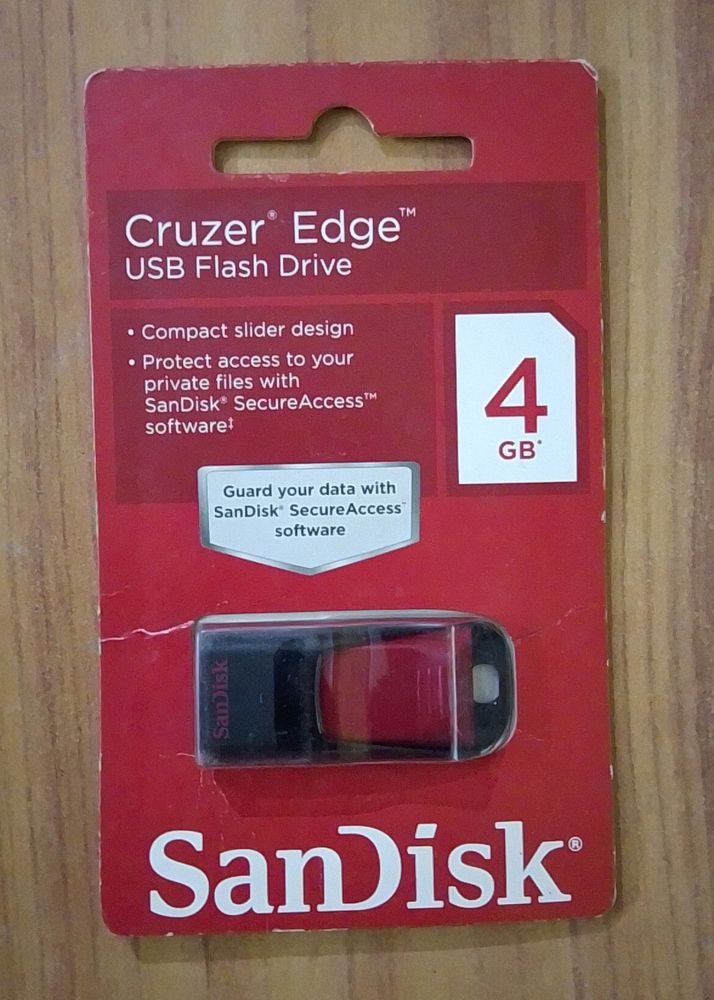 Cruzer® Edge™
USB Flash Drive
• Compact slider design
• Protect access to your
private files with
SanDisk® SecureAccess™
software‡
4
GB*
Guard your data with
SanDisk® SecureAccess™
software
SanDisk
SanDisk®